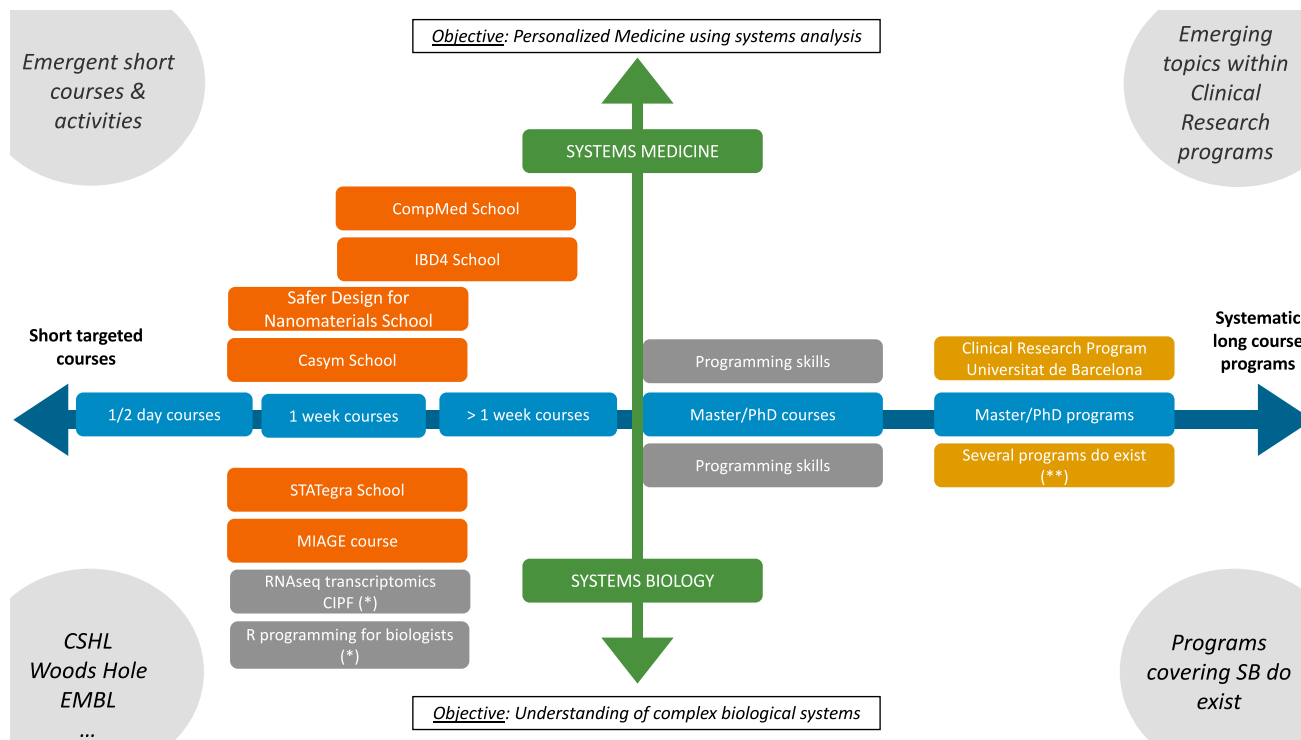 Objective: Personalized Medicine using systems analysis
Emergent short
courses &
activities
Emerging
topics within
Clinical
Research
programs
SYSTEMS MEDICINE
CompMed School
IBD4 School
Safer Design for
Nanomaterials School
Casym School
Short targeted
courses
Programming skills
Clinical Research Program
Universitat de Barcelona
Systematic
long course
programs
1/2 day courses
1 week courses
> 1 week courses
Master/PhD courses
Master/PhD programs
Programming skills
Several programs do exist
(**)
STATegra School
MIAGE course
RNAseq transcriptomics
CIPF (*)
R programming for biologists
(*)
SYSTEMS BIOLOGY
CSHL
Woods Hole
EMBL
...
Programs
covering SB do
exist
Objective: Understanding of complex biological systems